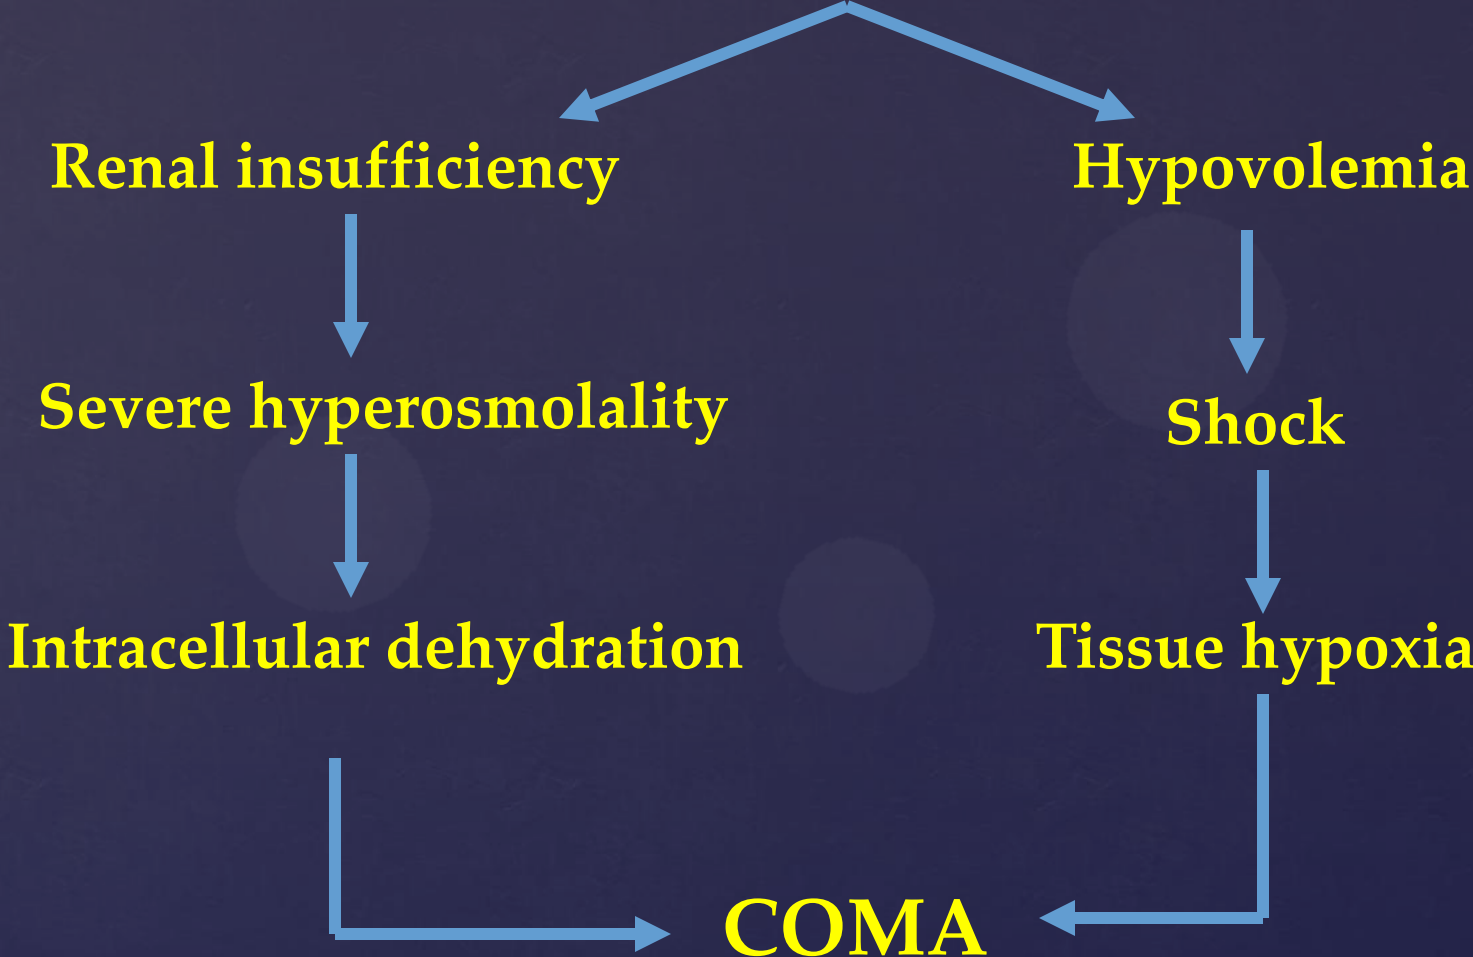 Renal insufficiency
Hypovolemia
Severe hyperosmolality
Shock
Intracellular dehydration
Tissue hypoxia
COMA